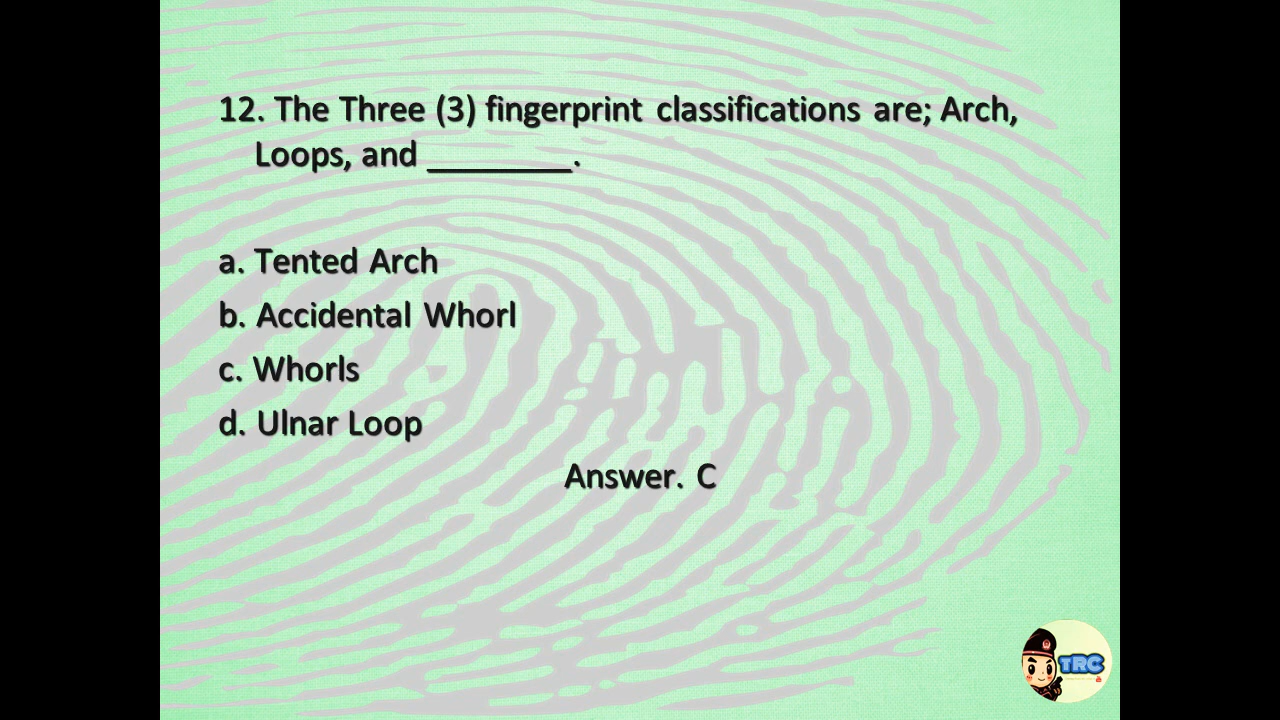 12. The Three (3) fingerprint classifications are; Arch,
Loops, and ________.
a. Tented Arch
b. Accidental Whorl
c. Whorls
d. Ulnar Loop
Answer. C
TRC